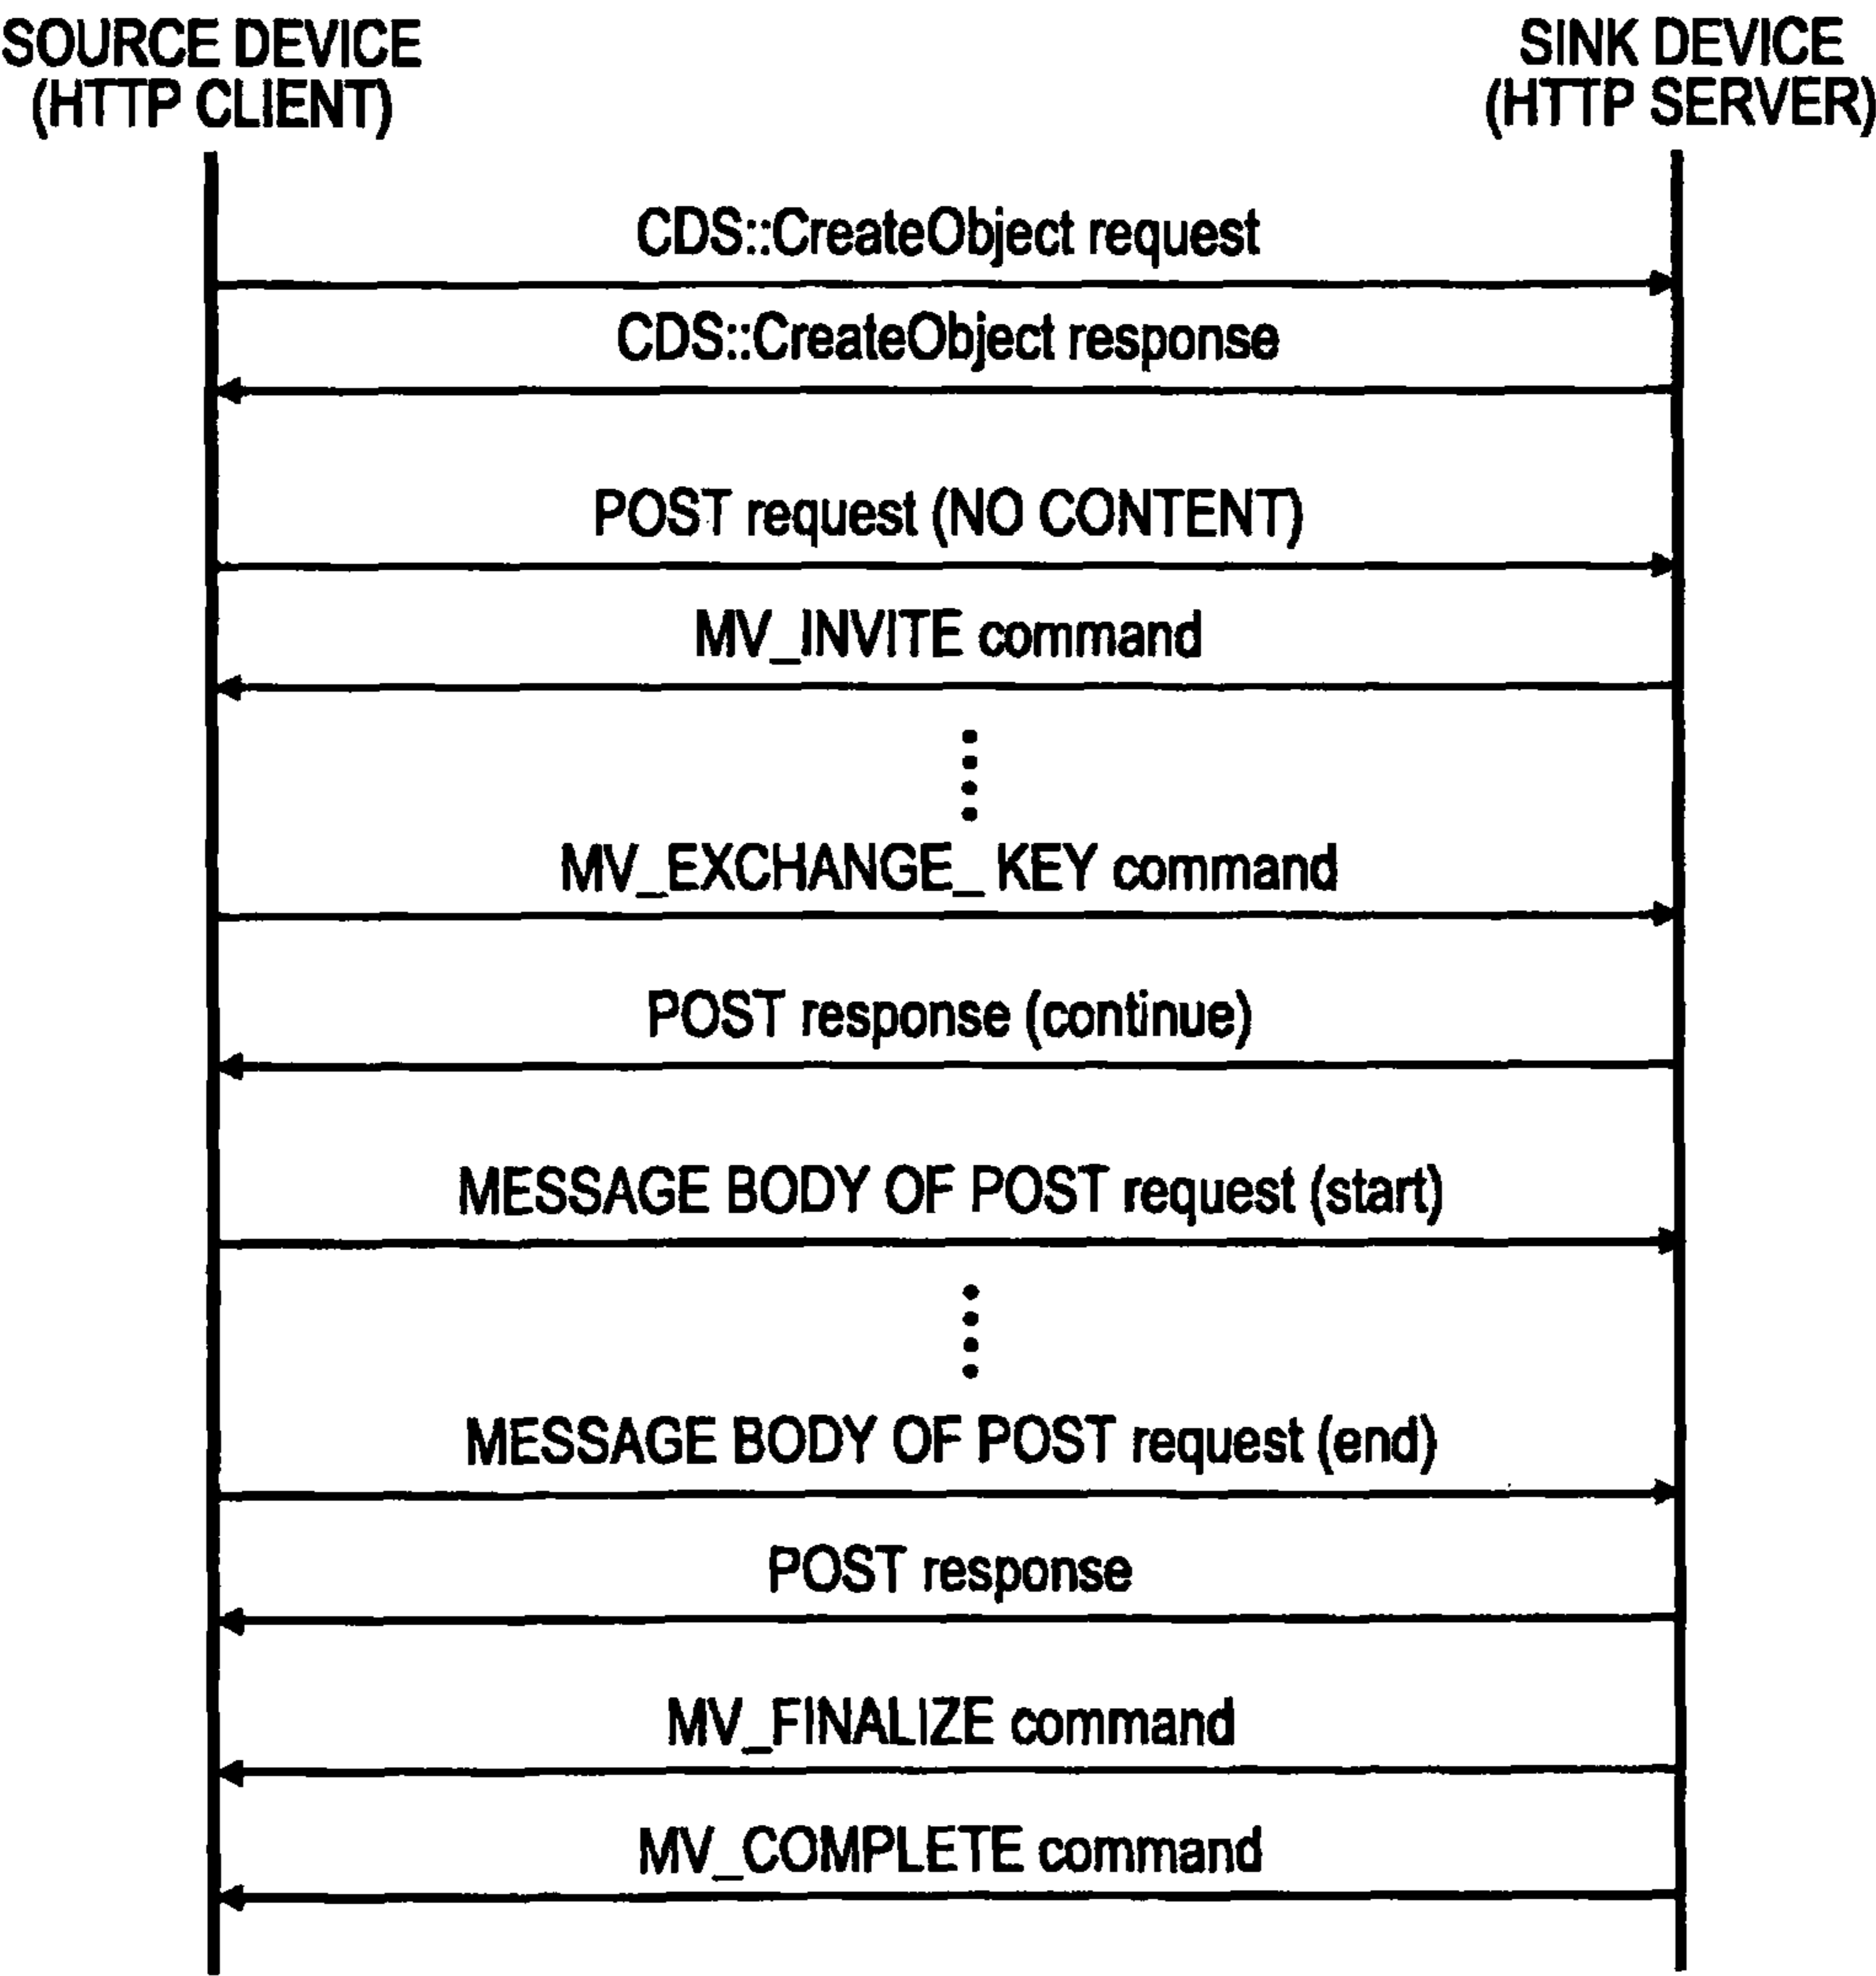 SOURCE DEVICE
(HTTP CLIENT)
SINK DEVICE
(HTTP SERVER)
CDS::CreateObject request
CDS::CreateObject response
POST request (NO CONTENT)
MV_INVITE command
MV_EXCHANGE_ KEY command
POST response (continue)
MESSAGE BODY OF POST request (start)
MESSAGE BODY OF POST request (end)
POST response
MV_FINALIZE command
MV_COMPLETE command